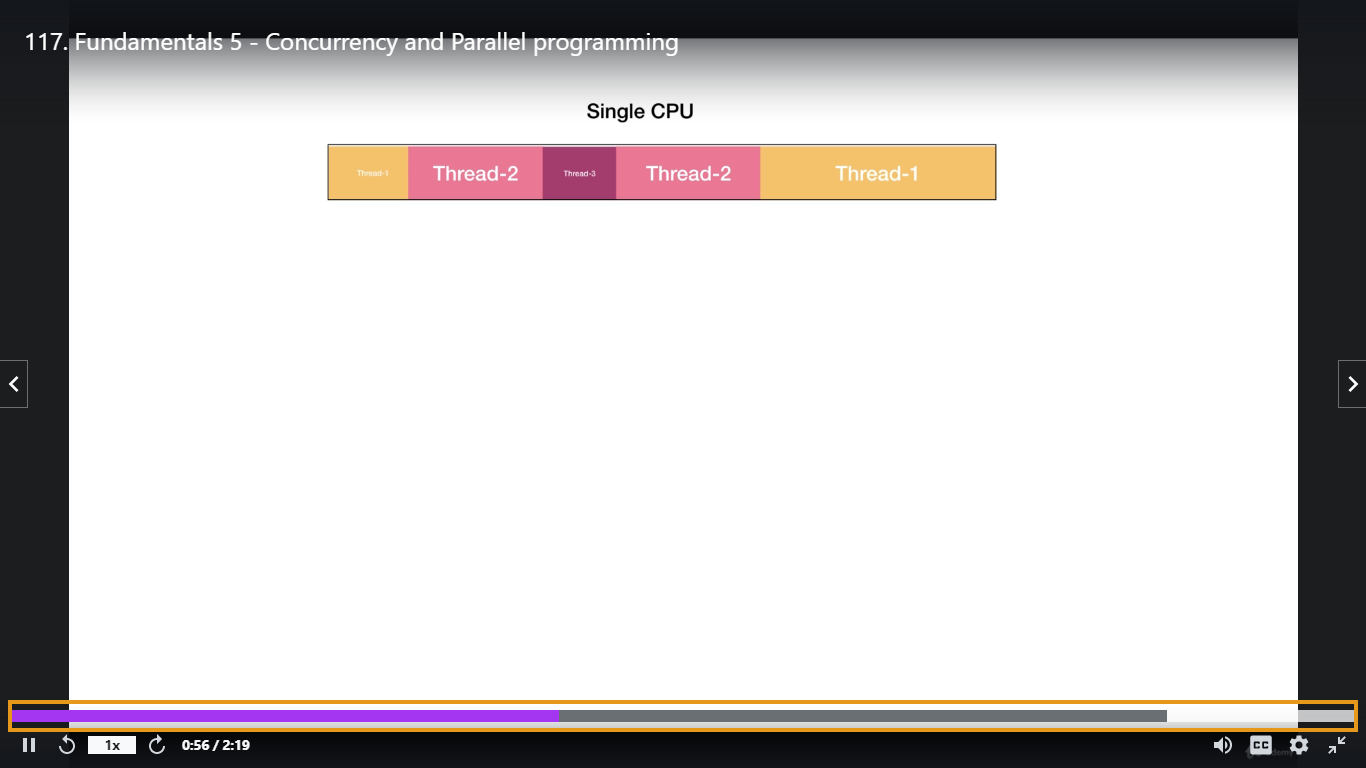 117. Fundamentals 5 - Concurrency and Parallel programming
Single CPU
Thread-1 Thread-2 Thread-3 Thread-2 Thread-1
1x 0:56 / 2:19 CC